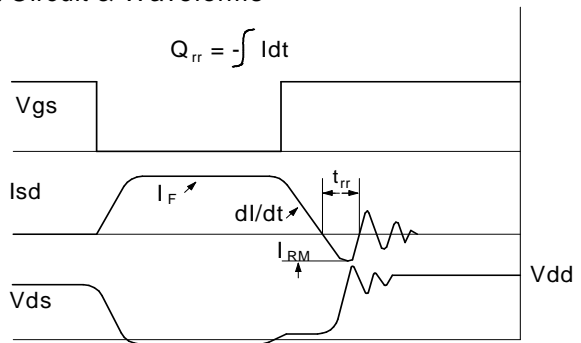 Circuit & Waveforms
Qrr = -∫ Idt
Vgs
Isd
IF
dI/dt
trr
IRM
Vds
Vdd